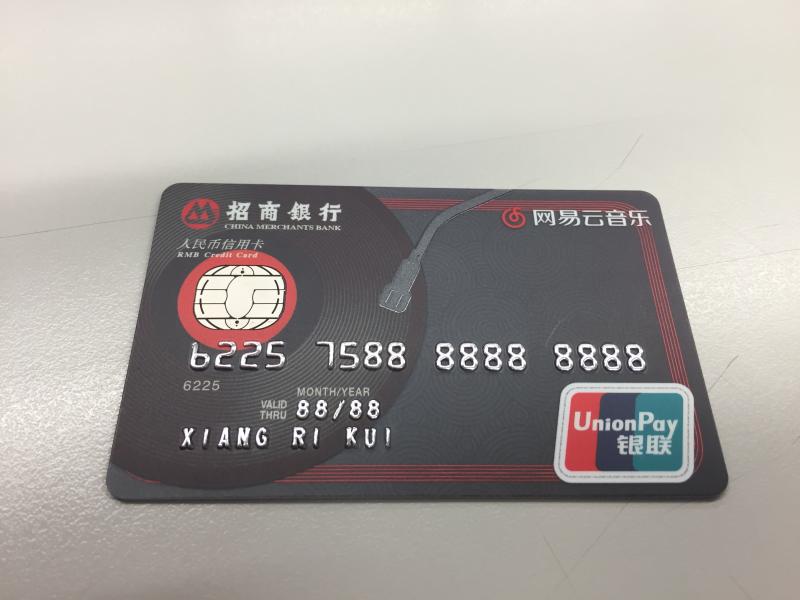 招商銀行
CHINA MERCHANTS BANK
网易云音乐
人民币信用卡
RMB Credit Card
6225 7588 8888 8888
6225
MONTH/YEAR
VALID THRU 88/88
XIANG RI KUI
UnionPay
银联